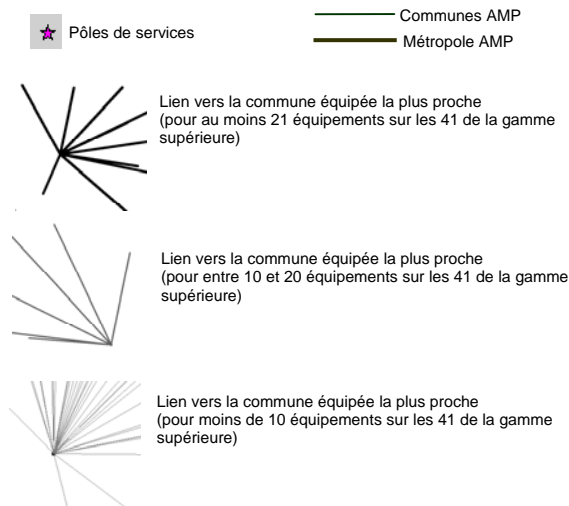 Pôles de services
Communes AMP
Métropole AMP
Lien vers la commune équipée la plus proche
(pour au moins 21 équipements sur les 41 de la gamme
supérieure)
Lien vers la commune équipée la plus proche
(pour entre 10 et 20 équipements sur les 41 de la gamme
supérieure)
Lien vers la commune équipée la plus proche
(pour moins de 10 équipements sur les 41 de la gamme
supérieure)